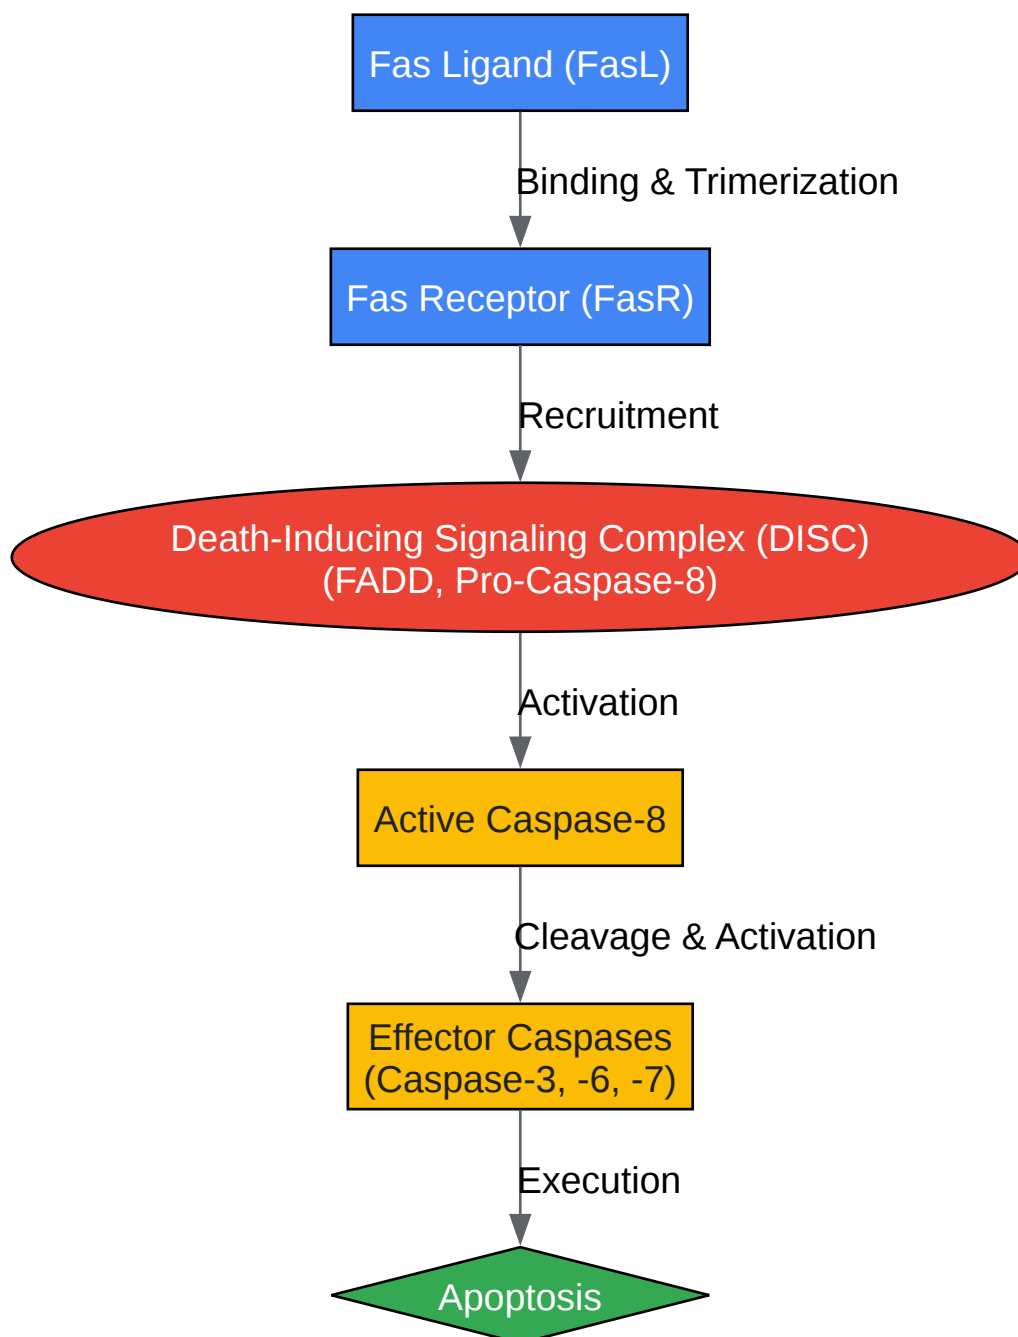 Fas Ligand (FasL)
Binding & Trimerization
Fas Receptor (FasR)
Recruitment
Death-Inducing Signaling Complex (DISC)
(FADD, Pro-Caspase-8)
Activation
Active Caspase-8
Cleavage & Activation
Effector Caspases
(Caspase-3, -6, -7)
Execution
Apoptosis